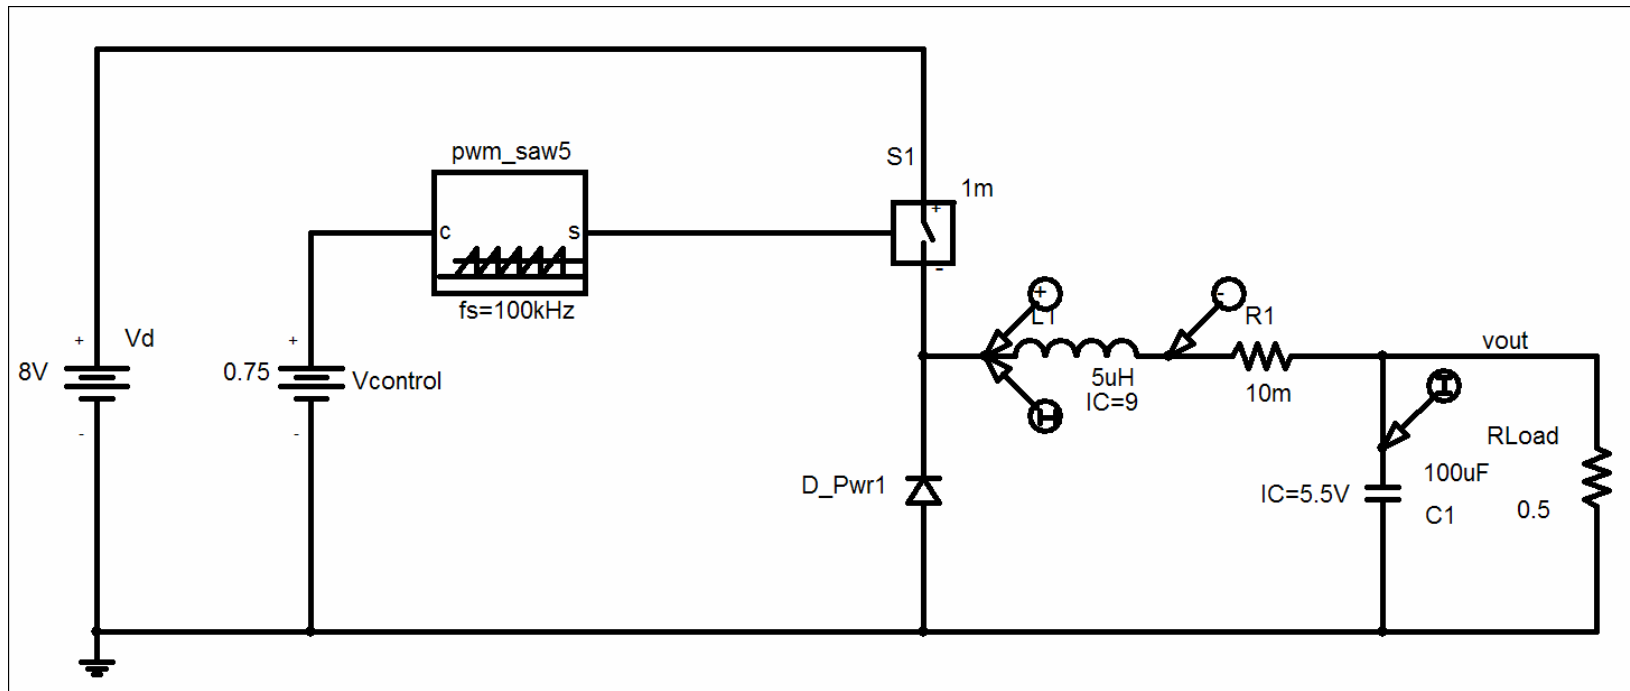 pwm_saw5
S1
1m
+
c
s
-
fs=100kHz
+
L1
-
R1
vout
+
Vd
+
8V
0.75
Vcontrol
5uH
10m
IC=9
I
I
-
-
RLoad
D_Pwr1
100uF
IC=5.5V
C1
0.5